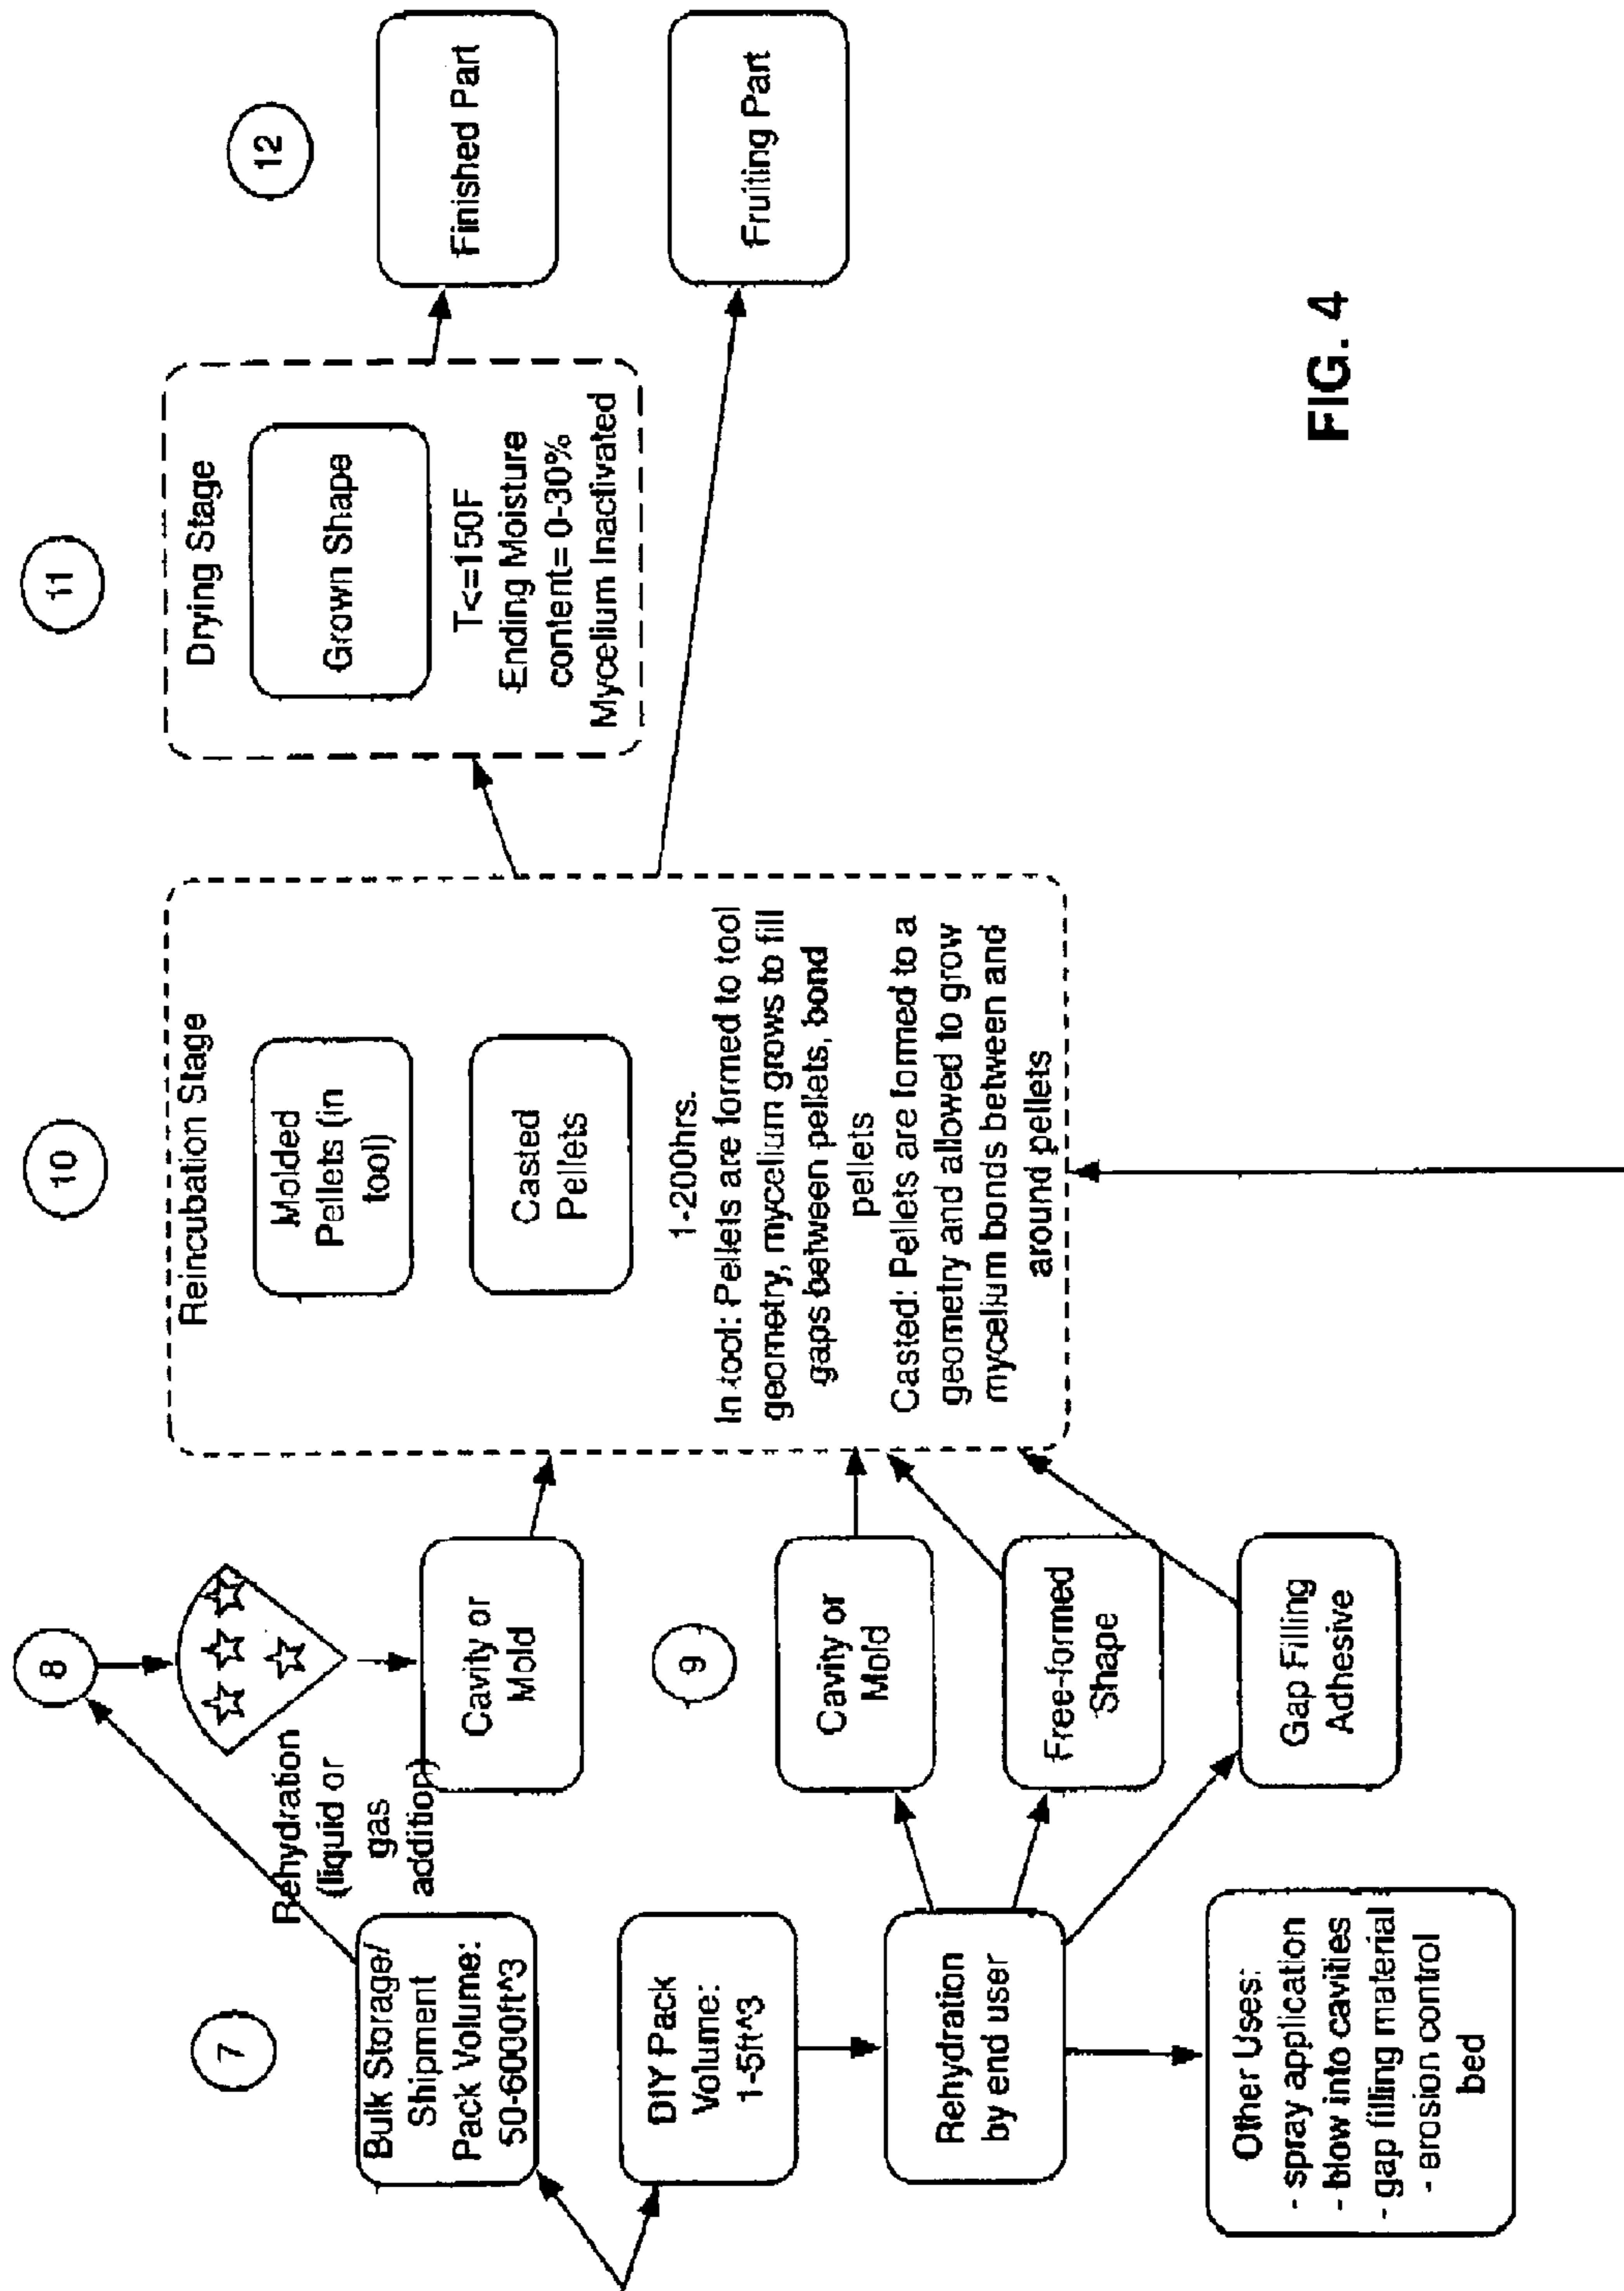 7
Bulk Storage/
Shipment
Pack Volume:
50-6000ft^3
DIY Pack
Volume:
1-5ft^3
Rehydration
by end user
Other Uses:
- spray application
- blow into cavities
- gap filling material
- erosion control
bed
8
Rehydration
(liquid or
gas
addition)
Cavity or
Mold
9
Cavity or
Mold
Free-formed
Shape
Gap Filling
Adhesive
10
Reincubation Stage
Molded
Pellets (in
tool)
Casted
Pellets
1-200hrs.
In-tool: Pellets are formed to tool
geometry, mycelium grows to fill
gaps between pellets, bond
pellets
Casted: Pellets are formed to a
geometry and allowed to grow
mycelium bonds between and
around pellets
11
Drying Stage
Grown Shape
T<=150F
Ending Moisture
content= 0-30%
Mycelium Inactivated
12
Finished Part
Fruiting Part
FIG. 4